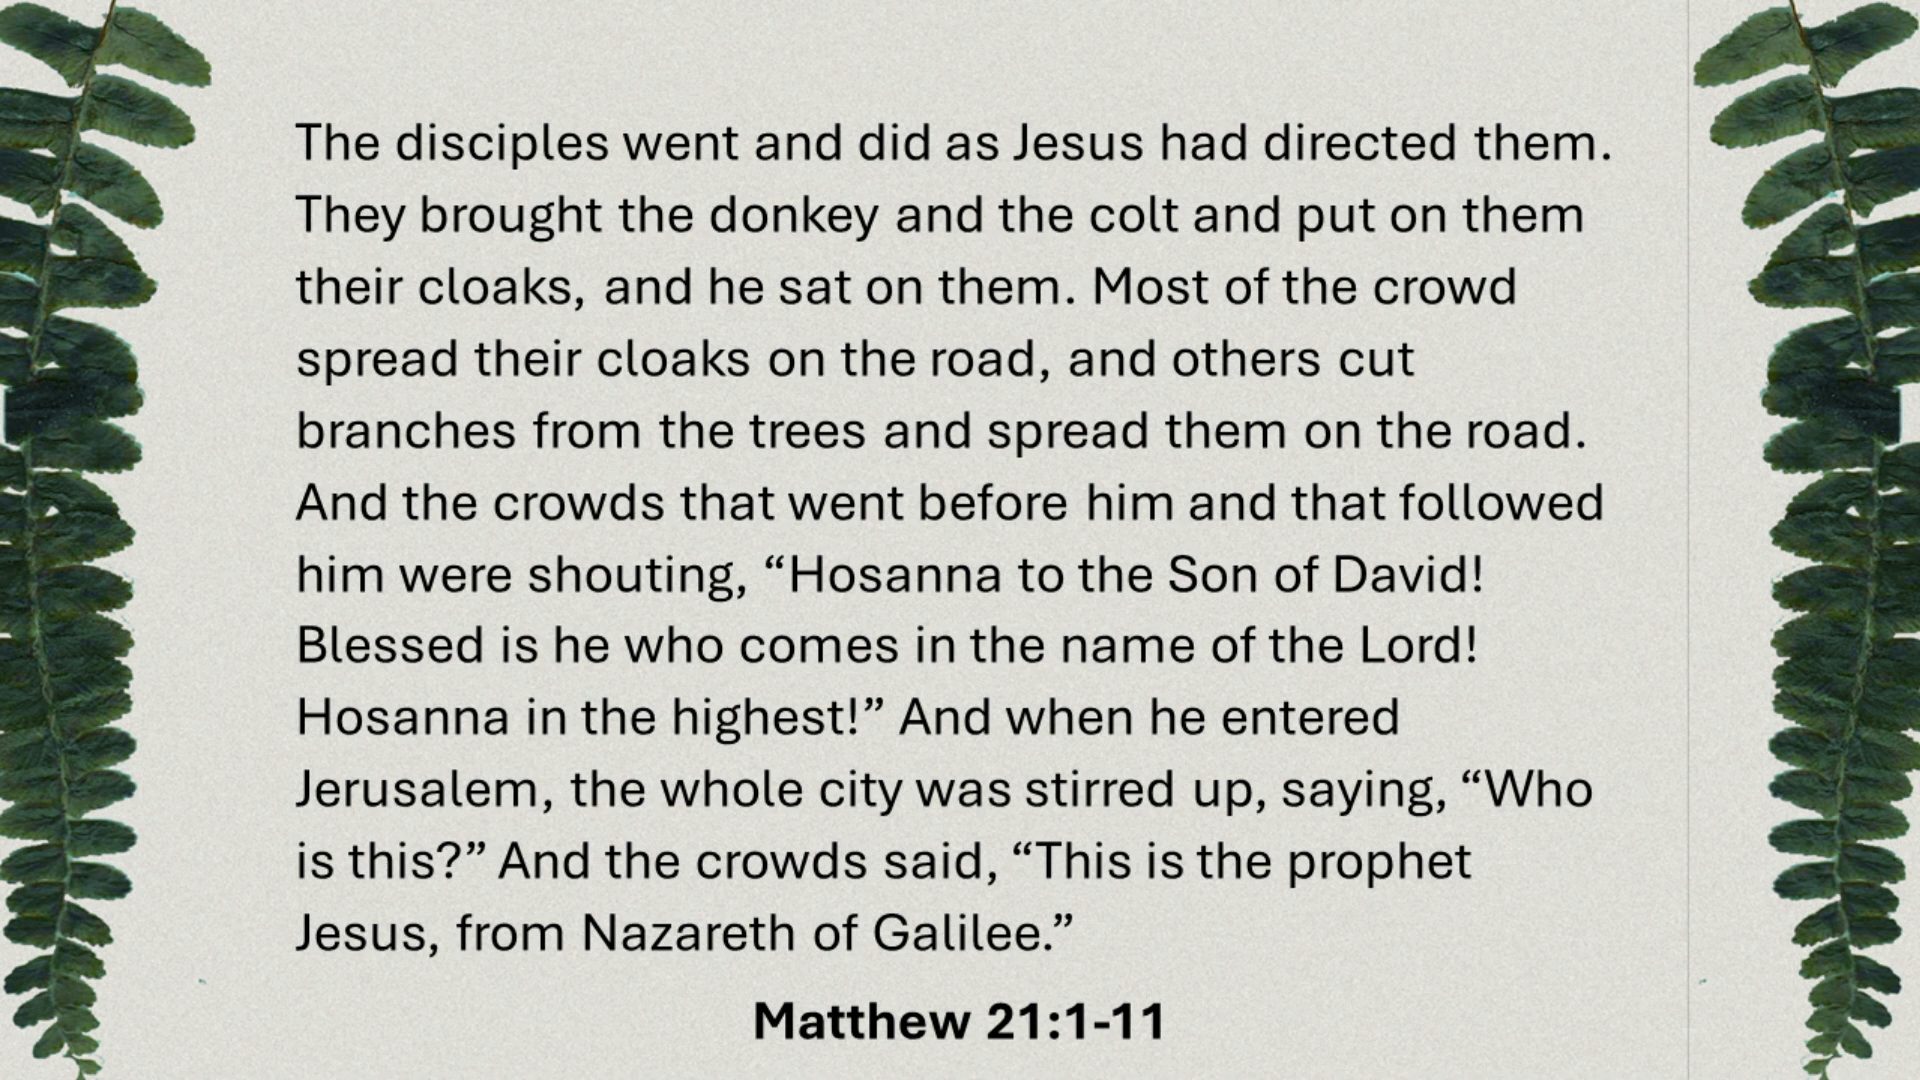 The disciples went and did as Jesus had directed them.
They brought the donkey and the colt and put on them
their cloaks, and he sat on them. Most of the crowd
spread their cloaks on the road, and others cut
branches from the trees and spread them on the road.
And the crowds that went before him and that followed
him were shouting, “Hosanna to the Son of David!
Blessed is he who comes in the name of the Lord!
Hosanna in the highest!” And when he entered
Jerusalem, the whole city was stirred up, saying, “Who
is this?” And the crowds said, “This is the prophet
Jesus, from Nazareth of Galilee.”
Matthew 21:1-11